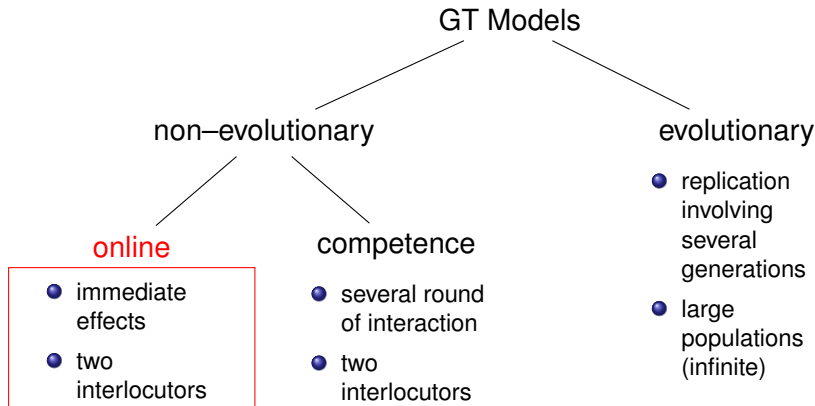 GT Models
non–evolutionary
evolutionary
online
immediate
effects
two
interlocutors
competence
several round
of interaction
two
interlocutors
replication
involving
several
generations
large
populations
(infinite)